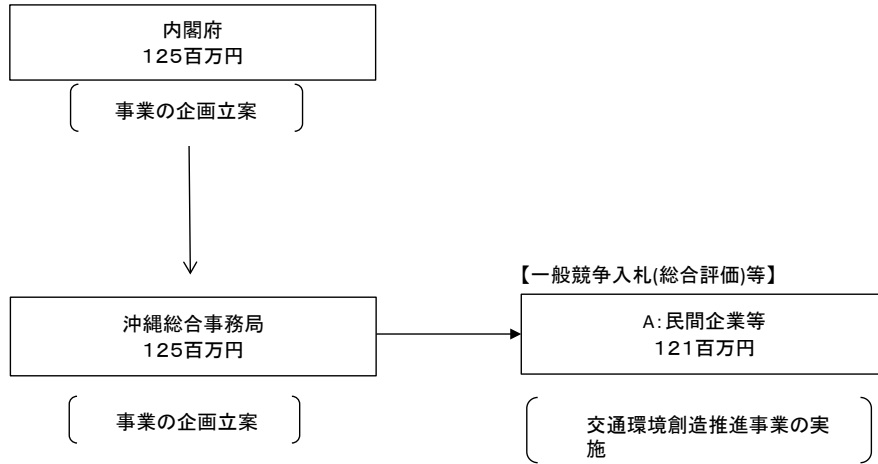 内閣府
125百万円
事業の企画立案
【一般競争入札(総合評価)等】
沖縄総合事務局
125百万円
A:民間企業等
121百万円
事業の企画立案
交通環境創造推進事業の実
施